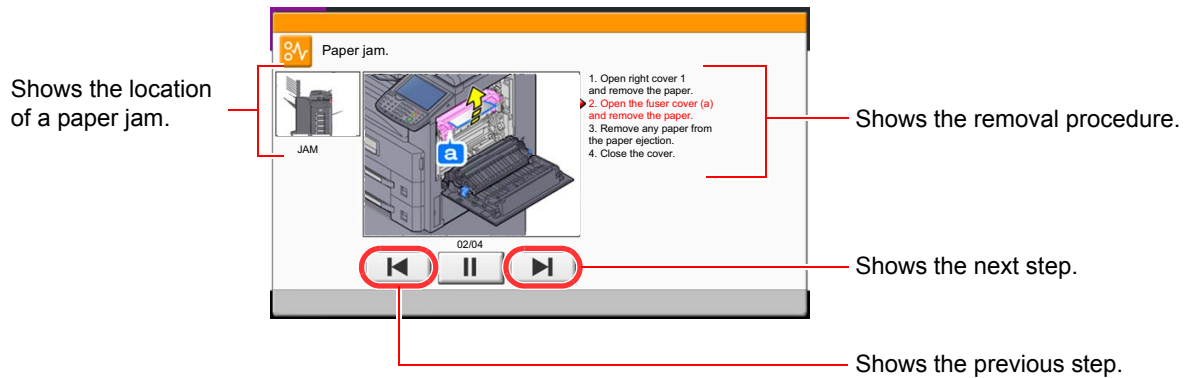 Paper jam.
Shows the location
of a paper jam.
JAM
a
1. Open right cover 1
and remove the paper.
2. Open the fuser cover (a)
and remove the paper.
3. Remove any paper from
the paper ejection.
4. Close the cover.
Shows the removal procedure.
02/04
Shows the next step.
Shows the previous step.